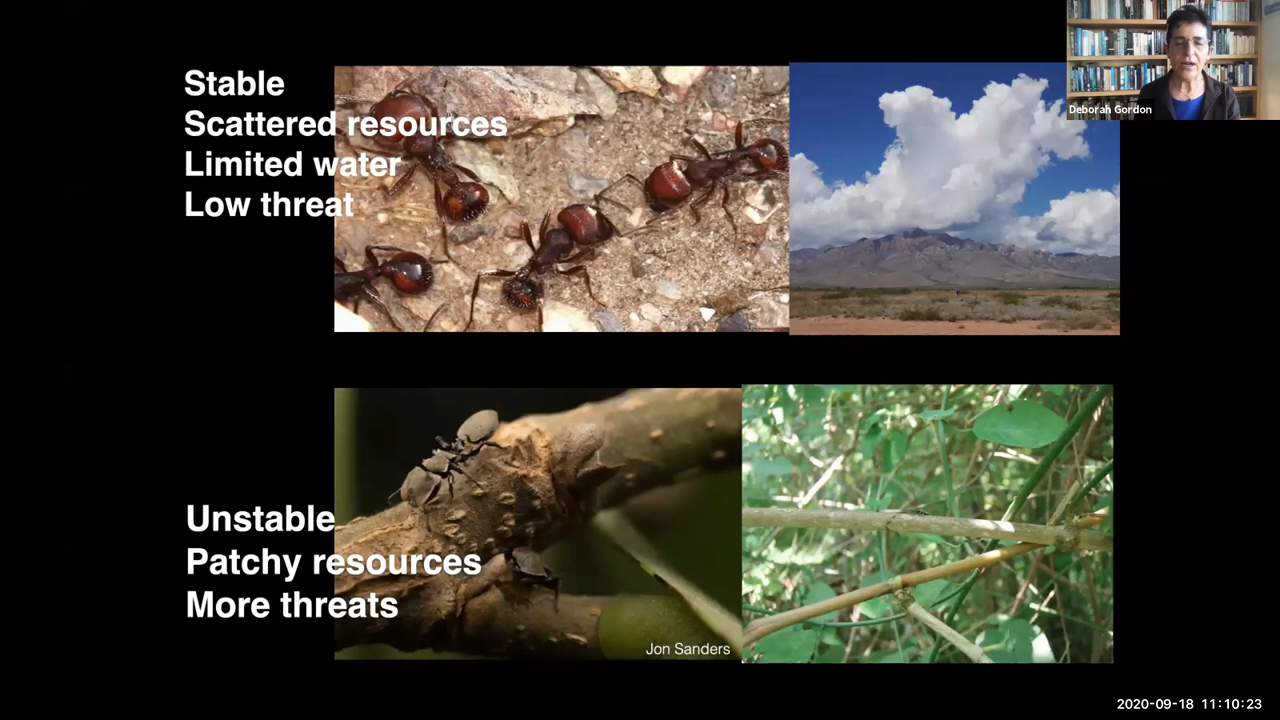 Stable
Scattered resources
Limited water
Low threat
Deborah Gordon
Unstable
Patchy resources
More threats
Jon Sanders
2020-09-18 11:10:23